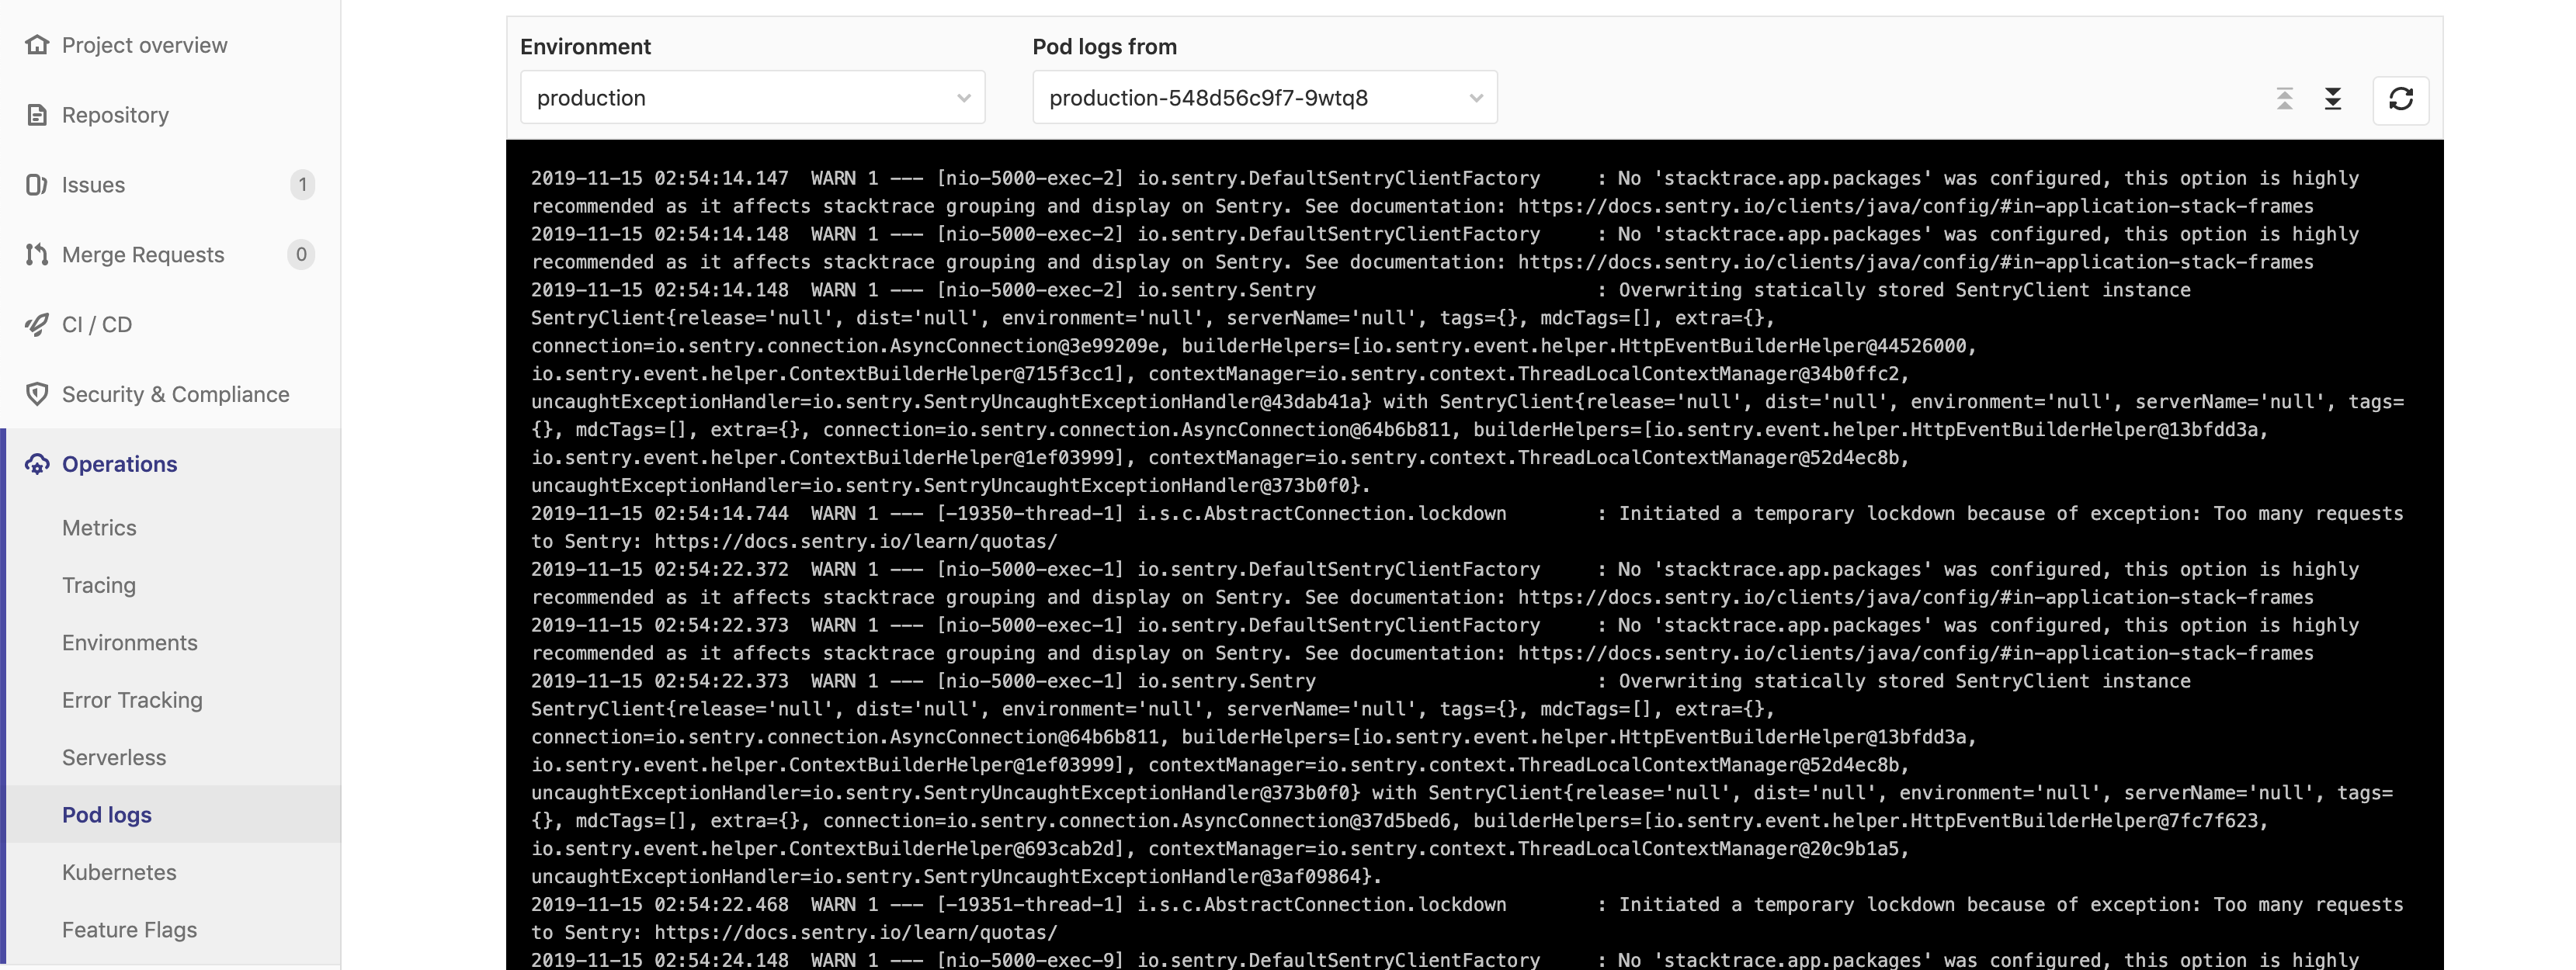 Project overview
Repository
Issues 1
Merge Requests 0
CI / CD
Security & Compliance
Operations
Metrics
Tracing
Environments
Error Tracking
Serverless
Pod logs
Kubernetes
Feature Flags
Environment
production
Pod logs from
production-548d56c9f7-9wtq8
2019-11-15 02:54:14.147  WARN 1 --- [nio-5000-exec-2] io.sentry.DefaultSentryClientFactory     : No 'stacktrace.app.packages' was configured, this option is highly
recommended as it affects stacktrace grouping and display on Sentry. See documentation: https://docs.sentry.io/clients/java/config/#in-application-stack-frames
2019-11-15 02:54:14.148  WARN 1 --- [nio-5000-exec-2] io.sentry.DefaultSentryClientFactory     : No 'stacktrace.app.packages' was configured, this option is highly
recommended as it affects stacktrace grouping and display on Sentry. See documentation: https://docs.sentry.io/clients/java/config/#in-application-stack-frames
2019-11-15 02:54:14.148  WARN 1 --- [nio-5000-exec-2] io.sentry.Sentry                         : Overwriting statically stored SentryClient instance
SentryClient{release='null', dist='null', environment='null', serverName='null', tags={}, mdcTags=[], extra={},
connection=io.sentry.connection.AsyncConnection@3e99209e, builderHelpers=[io.sentry.event.helper.HttpEventBuilderHelper@44526000,
io.sentry.event.helper.ContextBuilderHelper@715f3cc1], contextManager=io.sentry.context.ThreadLocalContextManager@34b0ffc2,
uncaughtExceptionHandler=io.sentry.SentryUncaughtExceptionHandler@43dab41a} with SentryClient{release='null', dist='null', environment='null', serverName='null', tags=
{}, mdcTags=[], extra={}, connection=io.sentry.connection.AsyncConnection@64b6b811, builderHelpers=[io.sentry.event.helper.HttpEventBuilderHelper@13bfdd3a,
io.sentry.event.helper.ContextBuilderHelper@1ef03999], contextManager=io.sentry.context.ThreadLocalContextManager@52d4ec8b,
uncaughtExceptionHandler=io.sentry.SentryUncaughtExceptionHandler@373b0f0}.
2019-11-15 02:54:14.744  WARN 1 --- [-19350-thread-1] i.s.c.AbstractConnection.lockdown        : Initiated a temporary lockdown because of exception: Too many requests
to Sentry: https://docs.sentry.io/learn/quotas/
2019-11-15 02:54:22.372  WARN 1 --- [nio-5000-exec-1] io.sentry.DefaultSentryClientFactory     : No 'stacktrace.app.packages' was configured, this option is highly
recommended as it affects stacktrace grouping and display on Sentry. See documentation: https://docs.sentry.io/clients/java/config/#in-application-stack-frames
2019-11-15 02:54:22.373  WARN 1 --- [nio-5000-exec-1] io.sentry.DefaultSentryClientFactory     : No 'stacktrace.app.packages' was configured, this option is highly
recommended as it affects stacktrace grouping and display on Sentry. See documentation: https://docs.sentry.io/clients/java/config/#in-application-stack-frames
2019-11-15 02:54:22.373  WARN 1 --- [nio-5000-exec-1] io.sentry.Sentry                         : Overwriting statically stored SentryClient instance
SentryClient{release='null', dist='null', environment='null', serverName='null', tags={}, mdcTags=[], extra={},
connection=io.sentry.connection.AsyncConnection@64b6b811, builderHelpers=[io.sentry.event.helper.HttpEventBuilderHelper@13bfdd3a,
io.sentry.event.helper.ContextBuilderHelper@1ef03999], contextManager=io.sentry.context.ThreadLocalContextManager@52d4ec8b,
uncaughtExceptionHandler=io.sentry.SentryUncaughtExceptionHandler@373b0f0} with SentryClient{release='null', dist='null', environment='null', serverName='null', tags=
{}, mdcTags=[], extra={}, connection=io.sentry.connection.AsyncConnection@37d5bed6, builderHelpers=[io.sentry.event.helper.HttpEventBuilderHelper@7fc7f623,
io.sentry.event.helper.ContextBuilderHelper@693cab2d], contextManager=io.sentry.context.ThreadLocalContextManager@20c9b1a5,
uncaughtExceptionHandler=io.sentry.SentryUncaughtExceptionHandler@3af09864}.
2019-11-15 02:54:22.468  WARN 1 --- [-19351-thread-1] i.s.c.AbstractConnection.lockdown        : Initiated a temporary lockdown because of exception: Too many requests
to Sentry: https://docs.sentry.io/learn/quotas/
2019-11-15 02:54:24.148  WARN 1 --- [nio-5000-exec-9] io.sentry.DefaultSentryClientFactory     : No 'stacktrace.app.packages' was configured, this option is highly